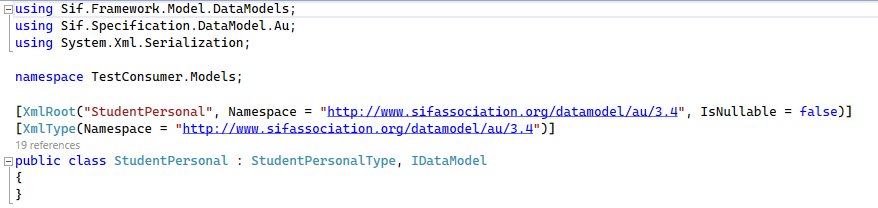 using Sif.Framework.Model.DataModels;
using Sif.Specification.DataModel.Au;
using System.Xml.Serialization;
namespace TestConsumer.Models;
[XmlRoot("StudentPersonal", Namespace = "http://www.sifassociation.org/datamodel/au/3.4", IsNullable = false)]
[XmlType(Namespace = "http://www.sifassociation.org/datamodel/au/3.4")]
19 references
public class StudentPersonal : StudentPersonalType, IDataModel
{
}